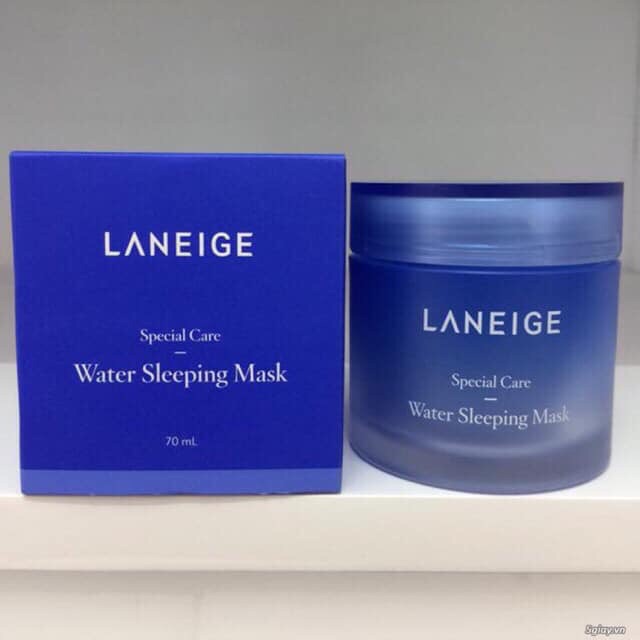 LANEIGE
Special Care
Water Sleeping Mask
70 mL
LANEIGE
Special Care
Water Sleeping Mask
5giay.vn